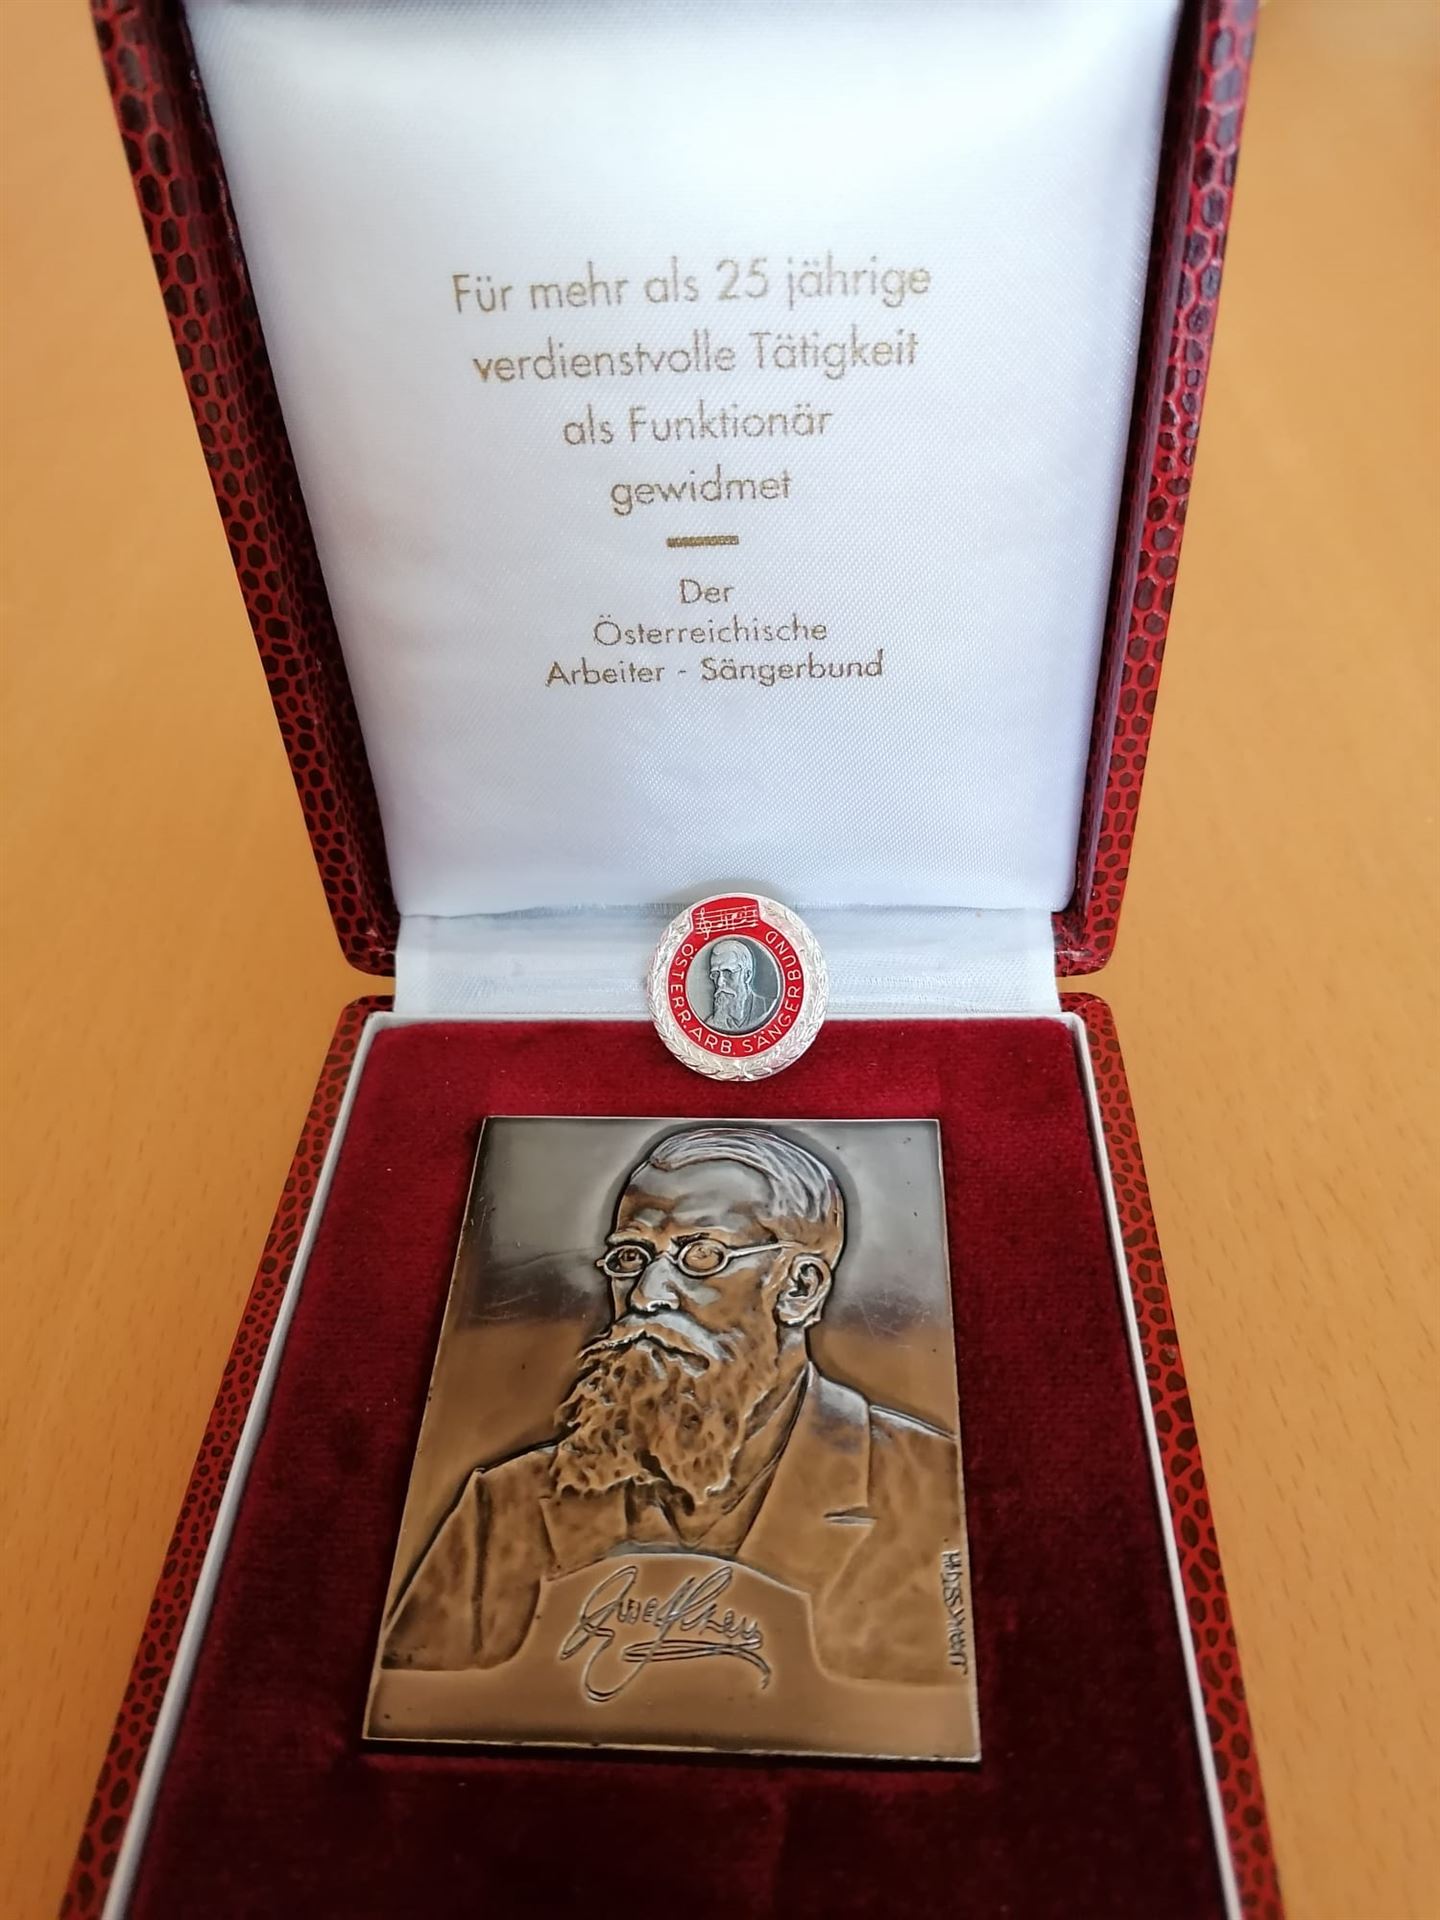 Für mehr als 25 jährige
verdienstvolle Tätigkeit
als Funktionär
gewidmet
Der
Österreichische
Arbeiter - Sängerbund
ÖSTERR. ARB. SÄNGERBUND